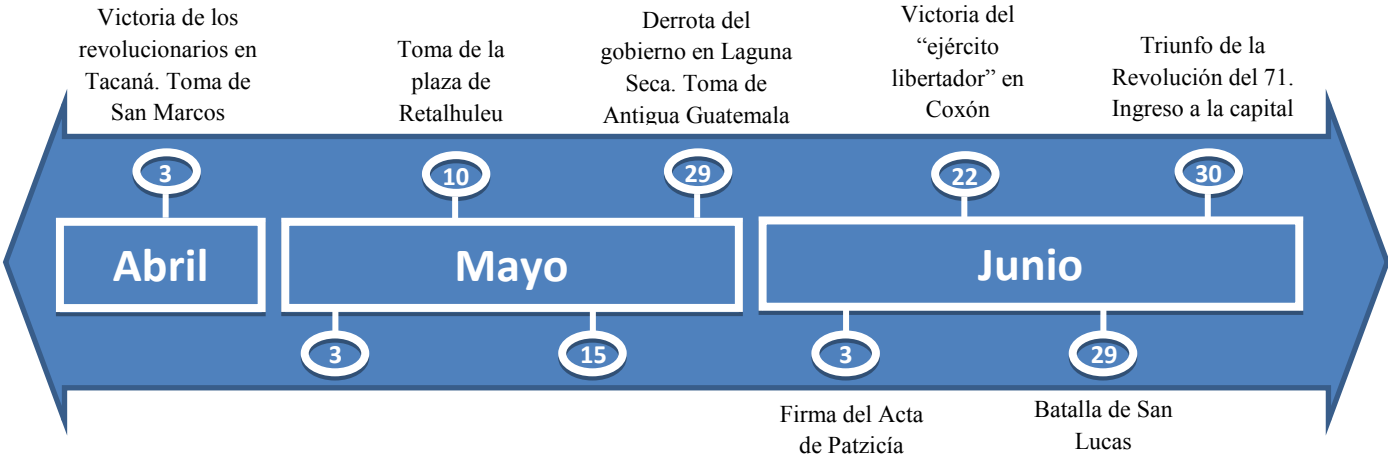 Victoria de los
revolucionarios en
Tacaná. Toma de
San Marcos
Toma de la
plaza de
Retalhuleu
Derrota del
gobierno en Laguna
Seca. Toma de
Antigua Guatemala
Victoria del
“ejército
libertador” en
Coxón
Triunfo de la
Revolución del 71.
Ingreso a la capital
3
10
29
22
30
Abril
Mayo
Junio
3
15
3
29
Firma del Acta
de Patzicía
Batalla de San
Lucas